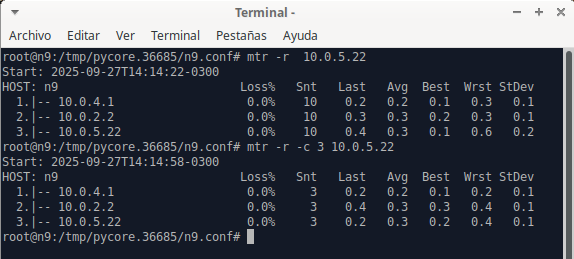 Terminal -
Archivo Editar Ver Terminal Pestañas Ayuda
root@n9:/tmp/pycore.36685/n9.conf# mtr -r  10.0.5.22
Start: 2025-09-27T14:14:22-0300
HOST: n9                          Loss%   Snt   Last   Avg  Best  Wrst StDev
  1.|-- 10.0.4.1                   0.0%    10    0.2   0.2   0.1   0.3   0.1
  2.|-- 10.0.2.2                   0.0%    10    0.3   0.3   0.2   0.3   0.1
  3.|-- 10.0.5.22                  0.0%    10    0.4   0.3   0.1   0.6   0.2
root@n9:/tmp/pycore.36685/n9.conf# mtr -r -c 3 10.0.5.22
Start: 2025-09-27T14:14:58-0300
HOST: n9                          Loss%   Snt   Last   Avg  Best  Wrst StDev
  1.|-- 10.0.4.1                   0.0%     3    0.2   0.2   0.1   0.2   0.1
  2.|-- 10.0.2.2                   0.0%     3    0.4   0.3   0.3   0.4   0.1
  3.|-- 10.0.5.22                  0.0%     3    0.2   0.3   0.2   0.4   0.1
root@n9:/tmp/pycore.36685/n9.conf#